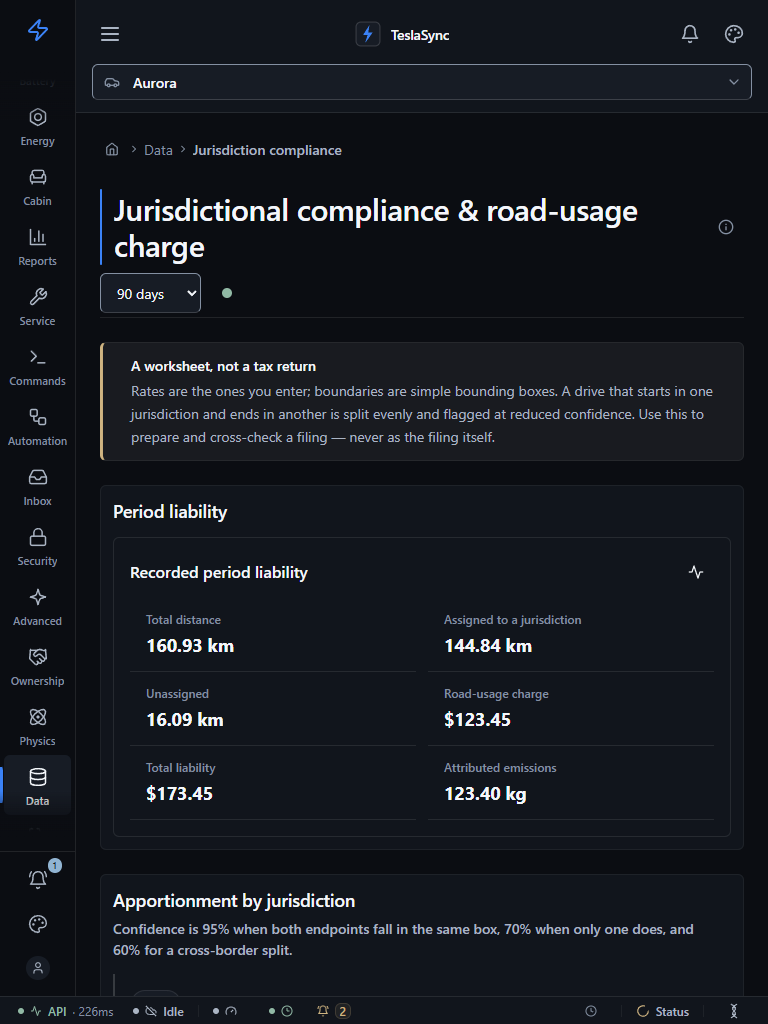 TeslaSync
Aurora
Energy
Cabin
Reports
Service
Commands
Automation
Inbox
Security
Advanced
Ownership
Physics
Data
1
Data
Jurisdiction compliance
Jurisdictional compliance & road-usage
charge
90 days
A worksheet, not a tax return
Rates are the ones you enter; boundaries are simple bounding boxes. A drive that starts in one
jurisdiction and ends in another is split evenly and flagged at reduced confidence. Use this to
prepare and cross-check a filing — never as the filing itself.
Period liability
Recorded period liability
Total distance
160.93 km
Assigned to a jurisdiction
144.84 km
Unassigned
16.09 km
Road-usage charge
$123.45
Total liability
$173.45
Attributed emissions
123.40 kg
Apportionment by jurisdiction
Confidence is 95% when both endpoints fall in the same box, 70% when only one does, and
60% for a cross-border split.
API · 226ms
Idle
2
Status